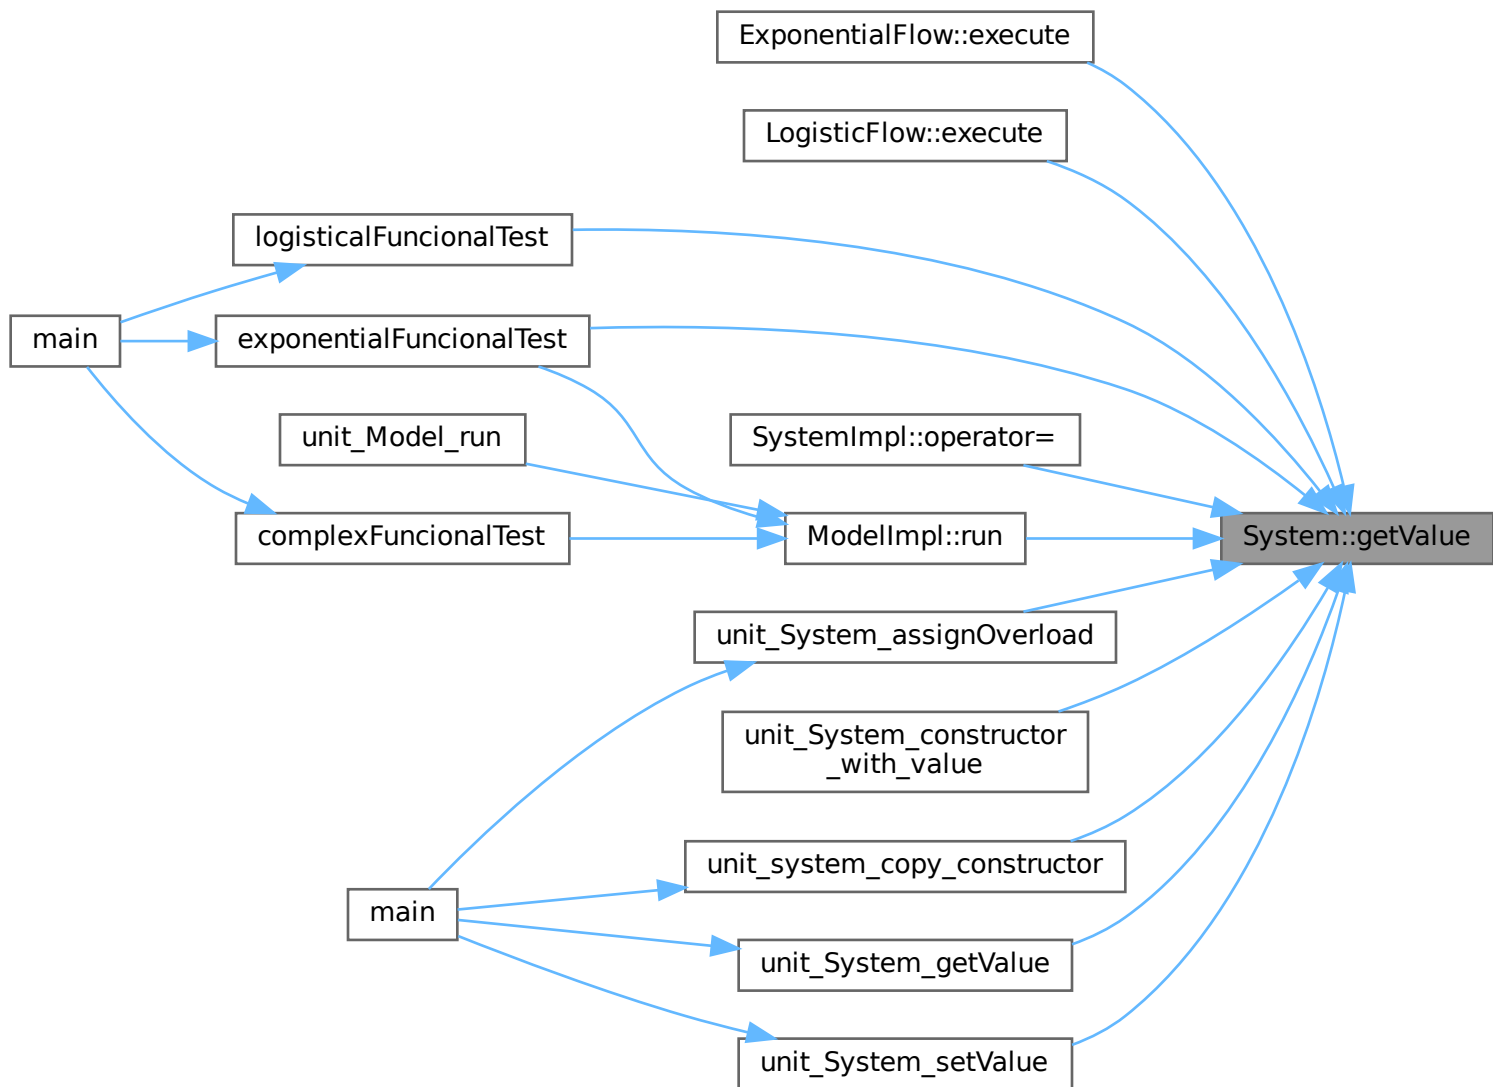 ExponentialFlow::execute
LogisticFlow::execute
logisticalFuncionalTest
main
exponentialFuncionalTest
unit_Model_run
SystemImpl::operator=
complexFuncionalTest
ModelImpl::run
System::getValue
unit_System_assignOverload
unit_System_constructor
_with_value
unit_system_copy_constructor
main
unit_System_getValue
unit_System_setValue